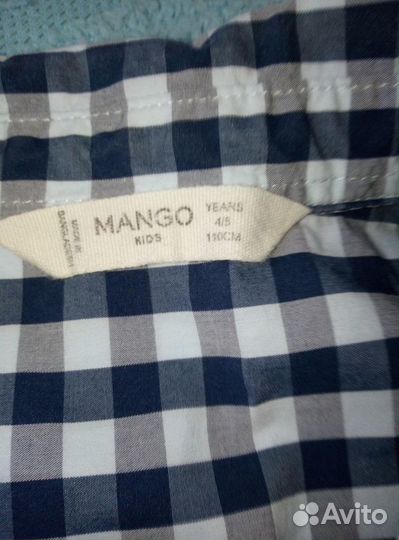 MADE IN
BANGLADESH
MANGO
KIDS
YEARS
4/5
110CM
Avito